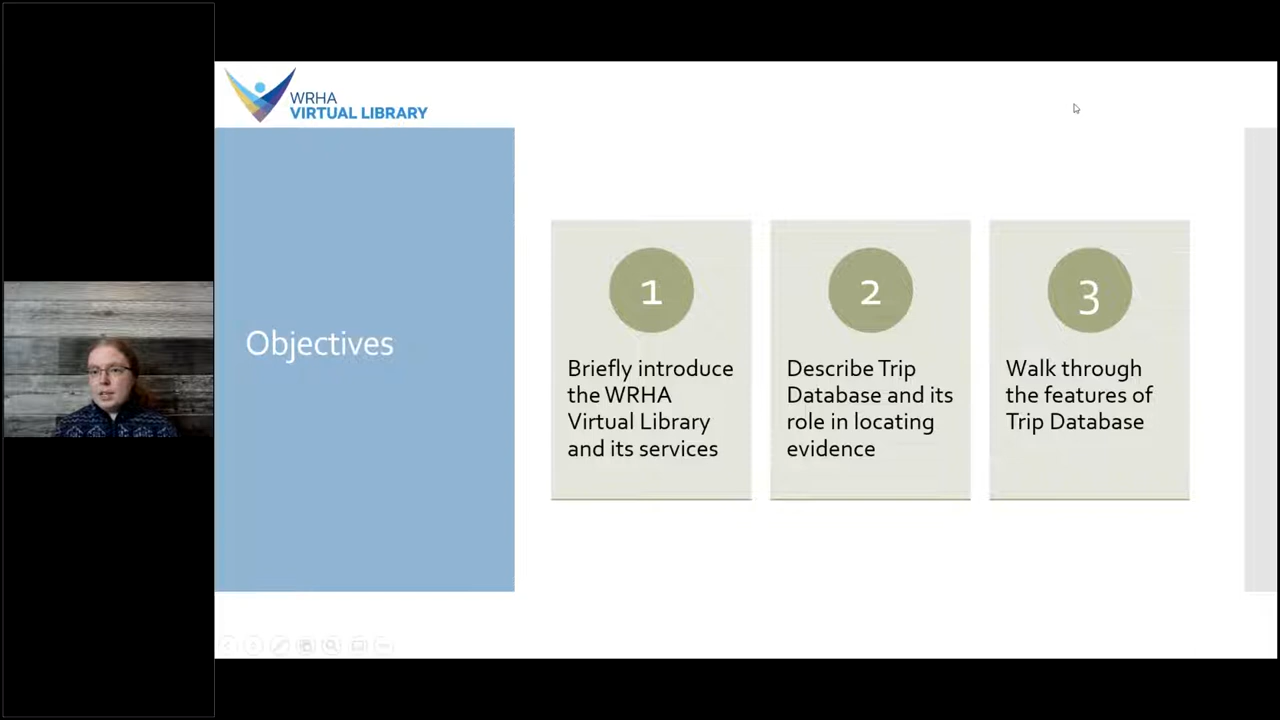 WRHA
VIRTUAL LIBRARY
Objectives
1
Briefly introduce
the WRHA
Virtual Library
and its services
2
Describe Trip
Database and its
role in locating
evidence
3
Walk through
the features of
Trip Database